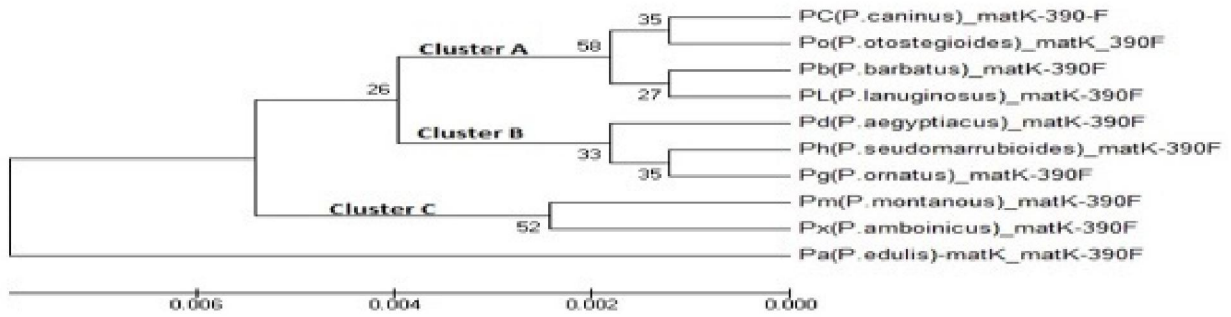 35
PC(P.caninus)_matK-390-F
Cluster A
58
Po(P.otostegioides)_matK_390F
Pb(P.barbatus)_matK-390F
26
27
PL(P.lanuginosus)_matK-390F
Pd(P.aegyptiacus)_matK-390F
Cluster B
33
Ph(P.seudomarrubioides)_matK-390F
35
Pg(P.ornatus)_matK-390F
Cluster C
Pm(P.montanous)_matK-390F
52
Px(P.amboinicus)_matK-390F
Pa(P.edulis)-matK_matK-390F
0.006 0.004 0.002 0.000